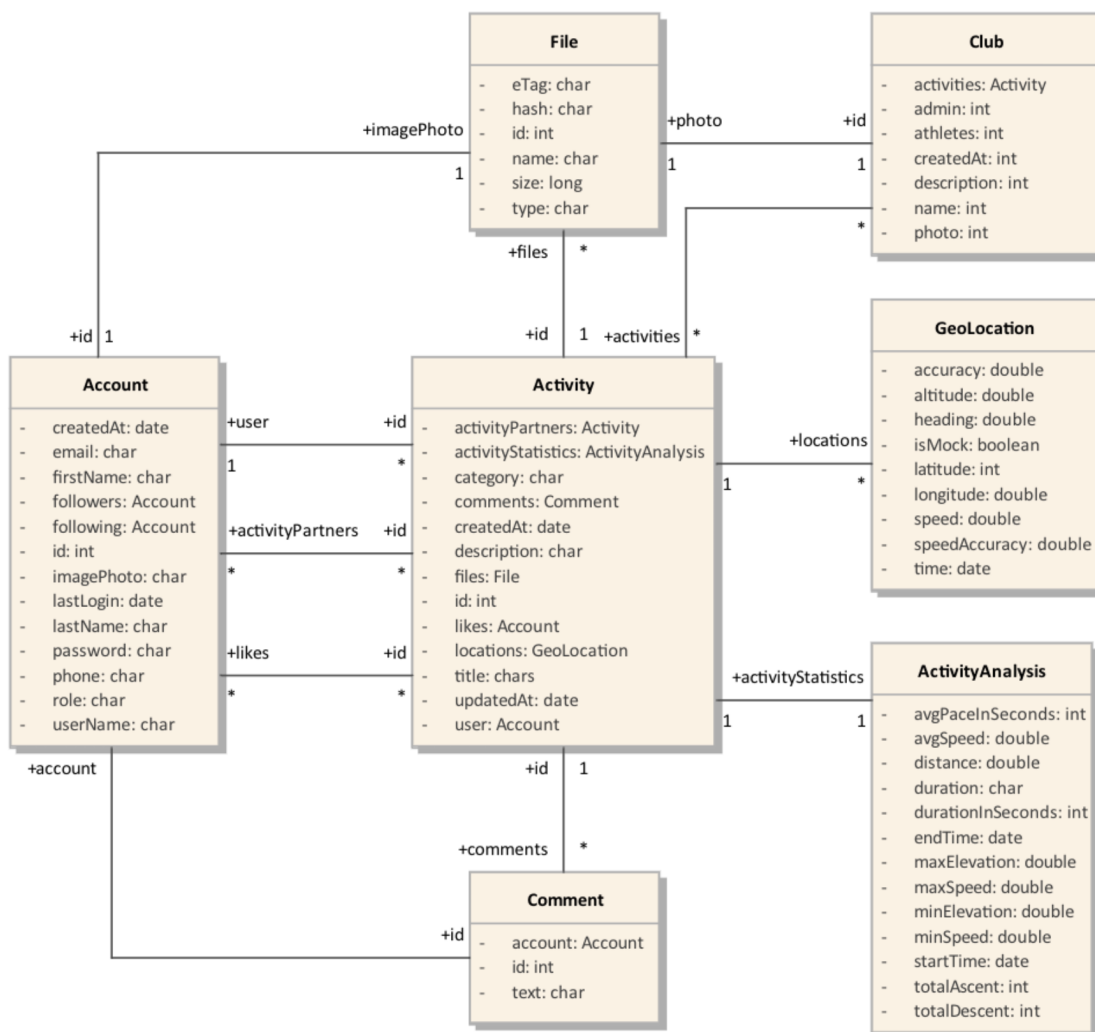 File
- eTag: char
- hash: char
- id: int
- name: char
- size: long
- type: char
Club
- activities: Activity
- admin: int
- athletes: int
- createdAt: int
- description: int
- name: int
- photo: int
+imagePhoto
1
+photo
1
+id
1
*
+files
*
+id
1
+activities
*
+id
1
GeoLocation
- accuracy: double
- altitude: double
- heading: double
- isMock: boolean
- latitude: int
- longitude: double
- speed: double
- speedAccuracy: double
- time: date
Account
- createdAt: date
- email: char
- firstName: char
- followers: Account
- following: Account
- id: int
- imagePhoto: char
- lastLogin: date
- lastName: char
- password: char
- phone: char
- role: char
- userName: char
+user
1
+id
*
+activityPartners
*
+id
*
+likes
*
+id
*
Activity
- activityPartners: Activity
- activityStatistics: ActivityAnalysis
- category: char
- comments: Comment
- createdAt: date
- description: char
- files: File
- id: int
- likes: Account
- locations: GeoLocation
- title: chars
- updatedAt: date
- user: Account
+locations
1
*
+activityStatistics
1
1
ActivityAnalysis
- avgPaceInSeconds: int
- avgSpeed: double
- distance: double
- duration: char
- durationInSeconds: int
- endTime: date
- maxElevation: double
- maxSpeed: double
- minElevation: double
- minSpeed: double
- startTime: date
- totalAscent: int
- totalDescent: int
+account
+id
1
+comments
*
+id
Comment
- account: Account
- id: int
- text: char